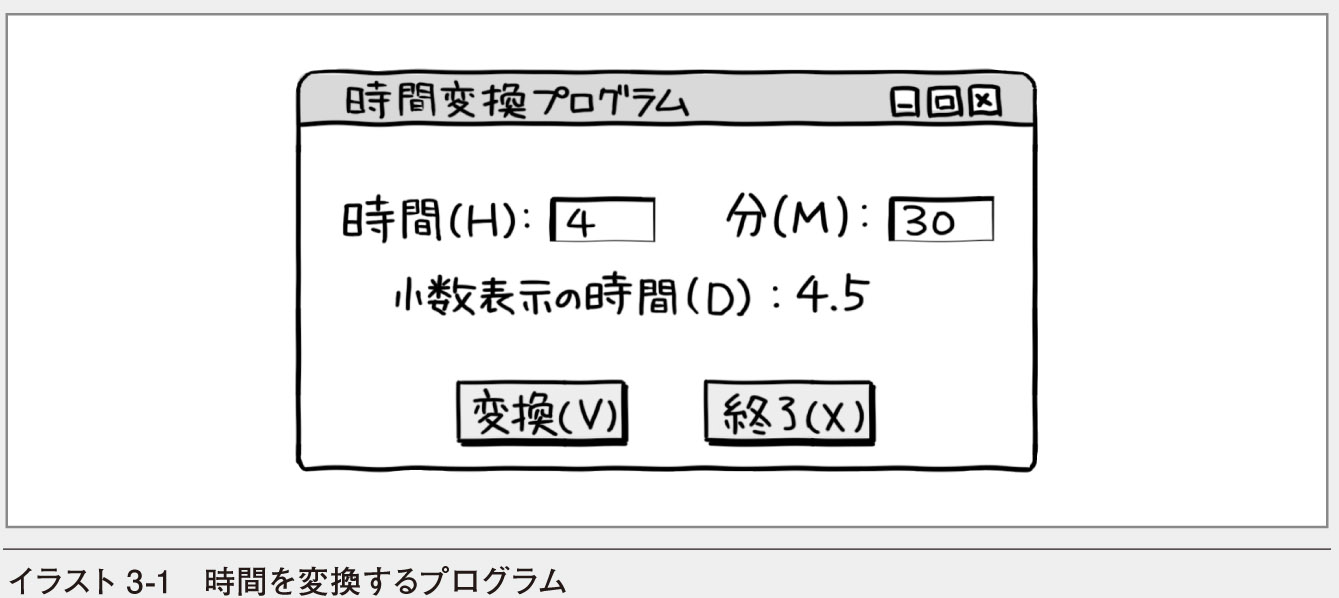 時間変換プログラム
時間(H): 4 分(M): 30
小数表示の時間(D): 4.5
変換(V) 終了(X)
イラスト 3-1 時間を変換するプログラム